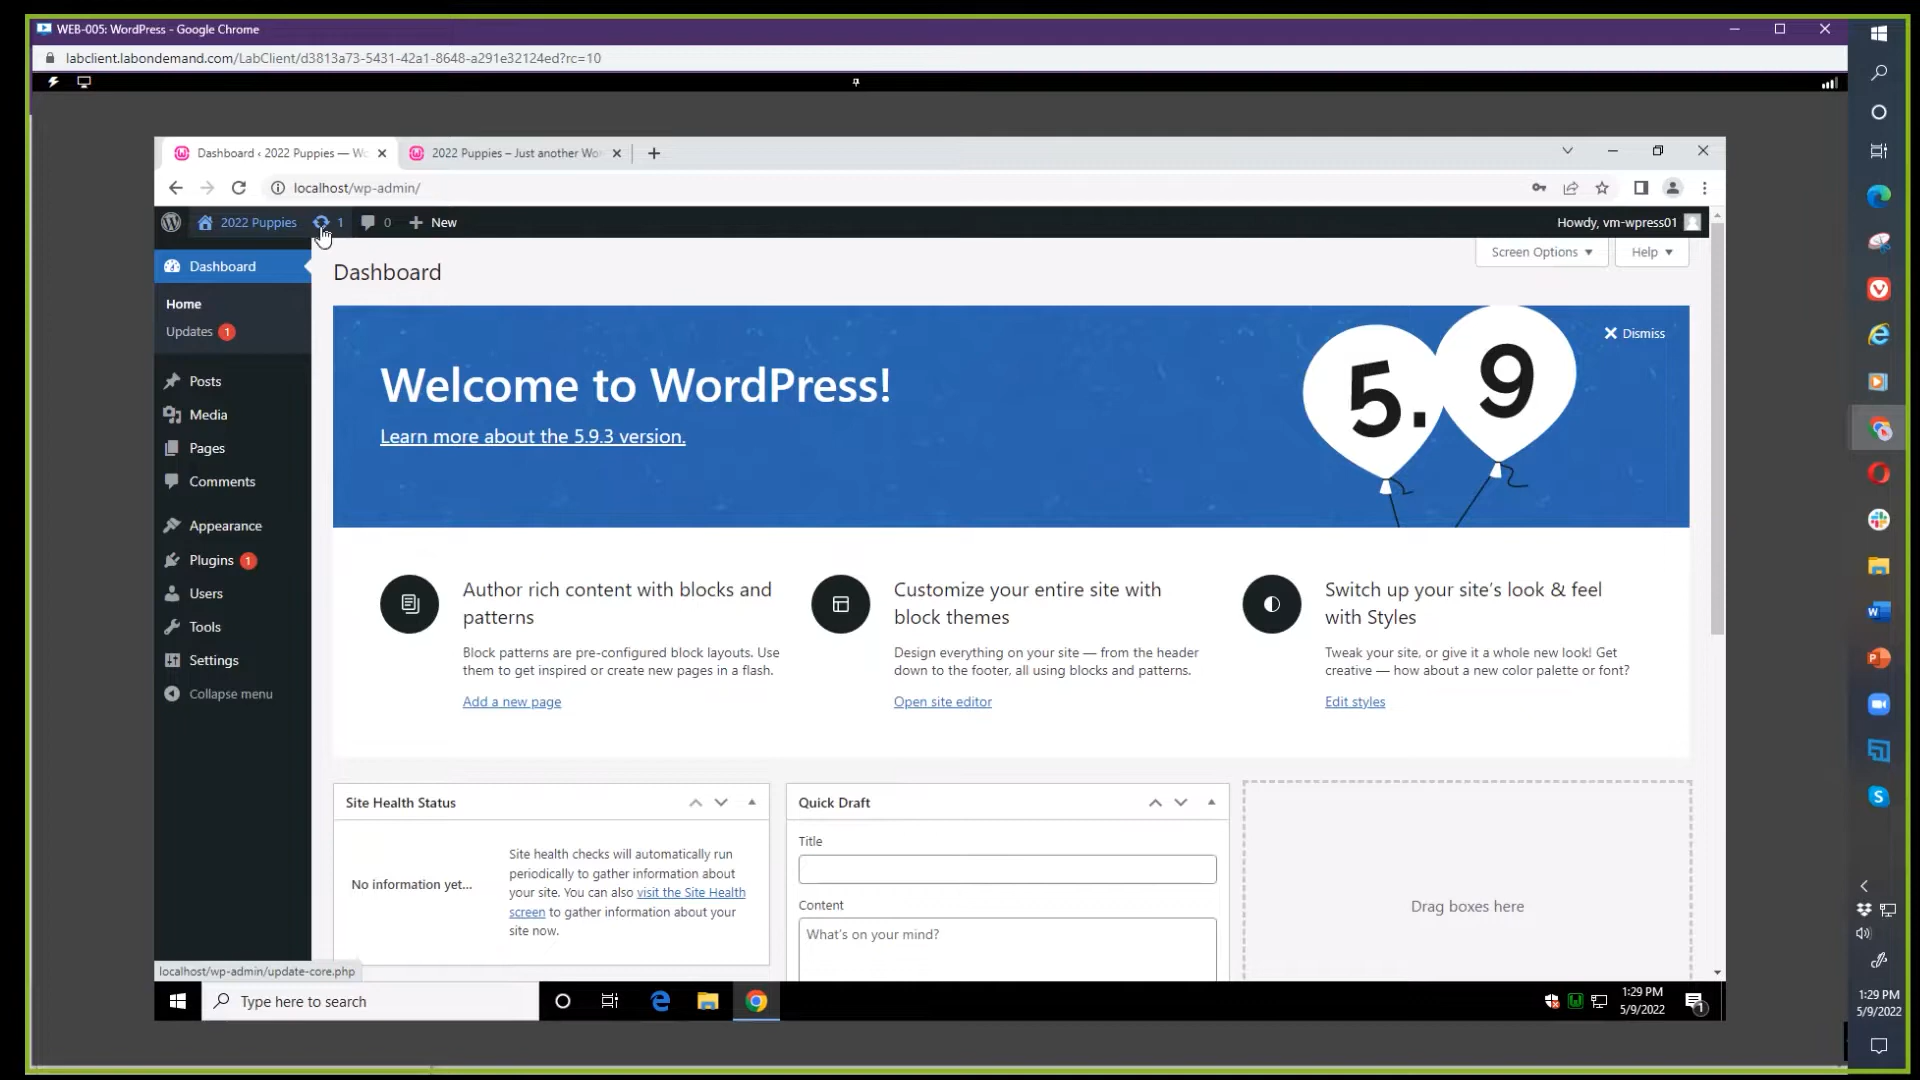 WEB-005: WordPress - Google Chrome
labclient.labondemand.com/LabClient/d3813a73-5431-42a1-8648-a291e32124ed?rc=10
Dashboard ‹ 2022 Puppies — Wo
2022 Puppies – Just another Wo
localhost/wp-admin/
2022 Puppies
1
0
New
Howdy, vm-wpress01
Dashboard
Home
Updates 1
Posts
Media
Pages
Comments
Appearance
Plugins 1
Users
Tools
Settings
Collapse menu
Screen Options
Help
Dashboard
Dismiss
Welcome to WordPress!
Learn more about the 5.9.3 version.
5.9
Author rich content with blocks and
patterns
Block patterns are pre-configured block layouts. Use
them to get inspired or create new pages in a flash.
Add a new page
Customize your entire site with
block themes
Design everything on your site — from the header
down to the footer, all using blocks and patterns.
Open site editor
Switch up your site's look & feel
with Styles
Tweak your site, or give it a whole new look! Get
creative — how about a new color palette or font?
Edit styles
Site Health Status
No information yet...
Site health checks will automatically run
periodically to gather information about
your site. You can also visit the Site Health
screen to gather information about your
site now.
Quick Draft
Title
Content
What's on your mind?
Drag boxes here
localhost/wp-admin/update-core.php
Type here to search
1:29 PM
5/9/2022
1
1:29 PM
5/9/2022